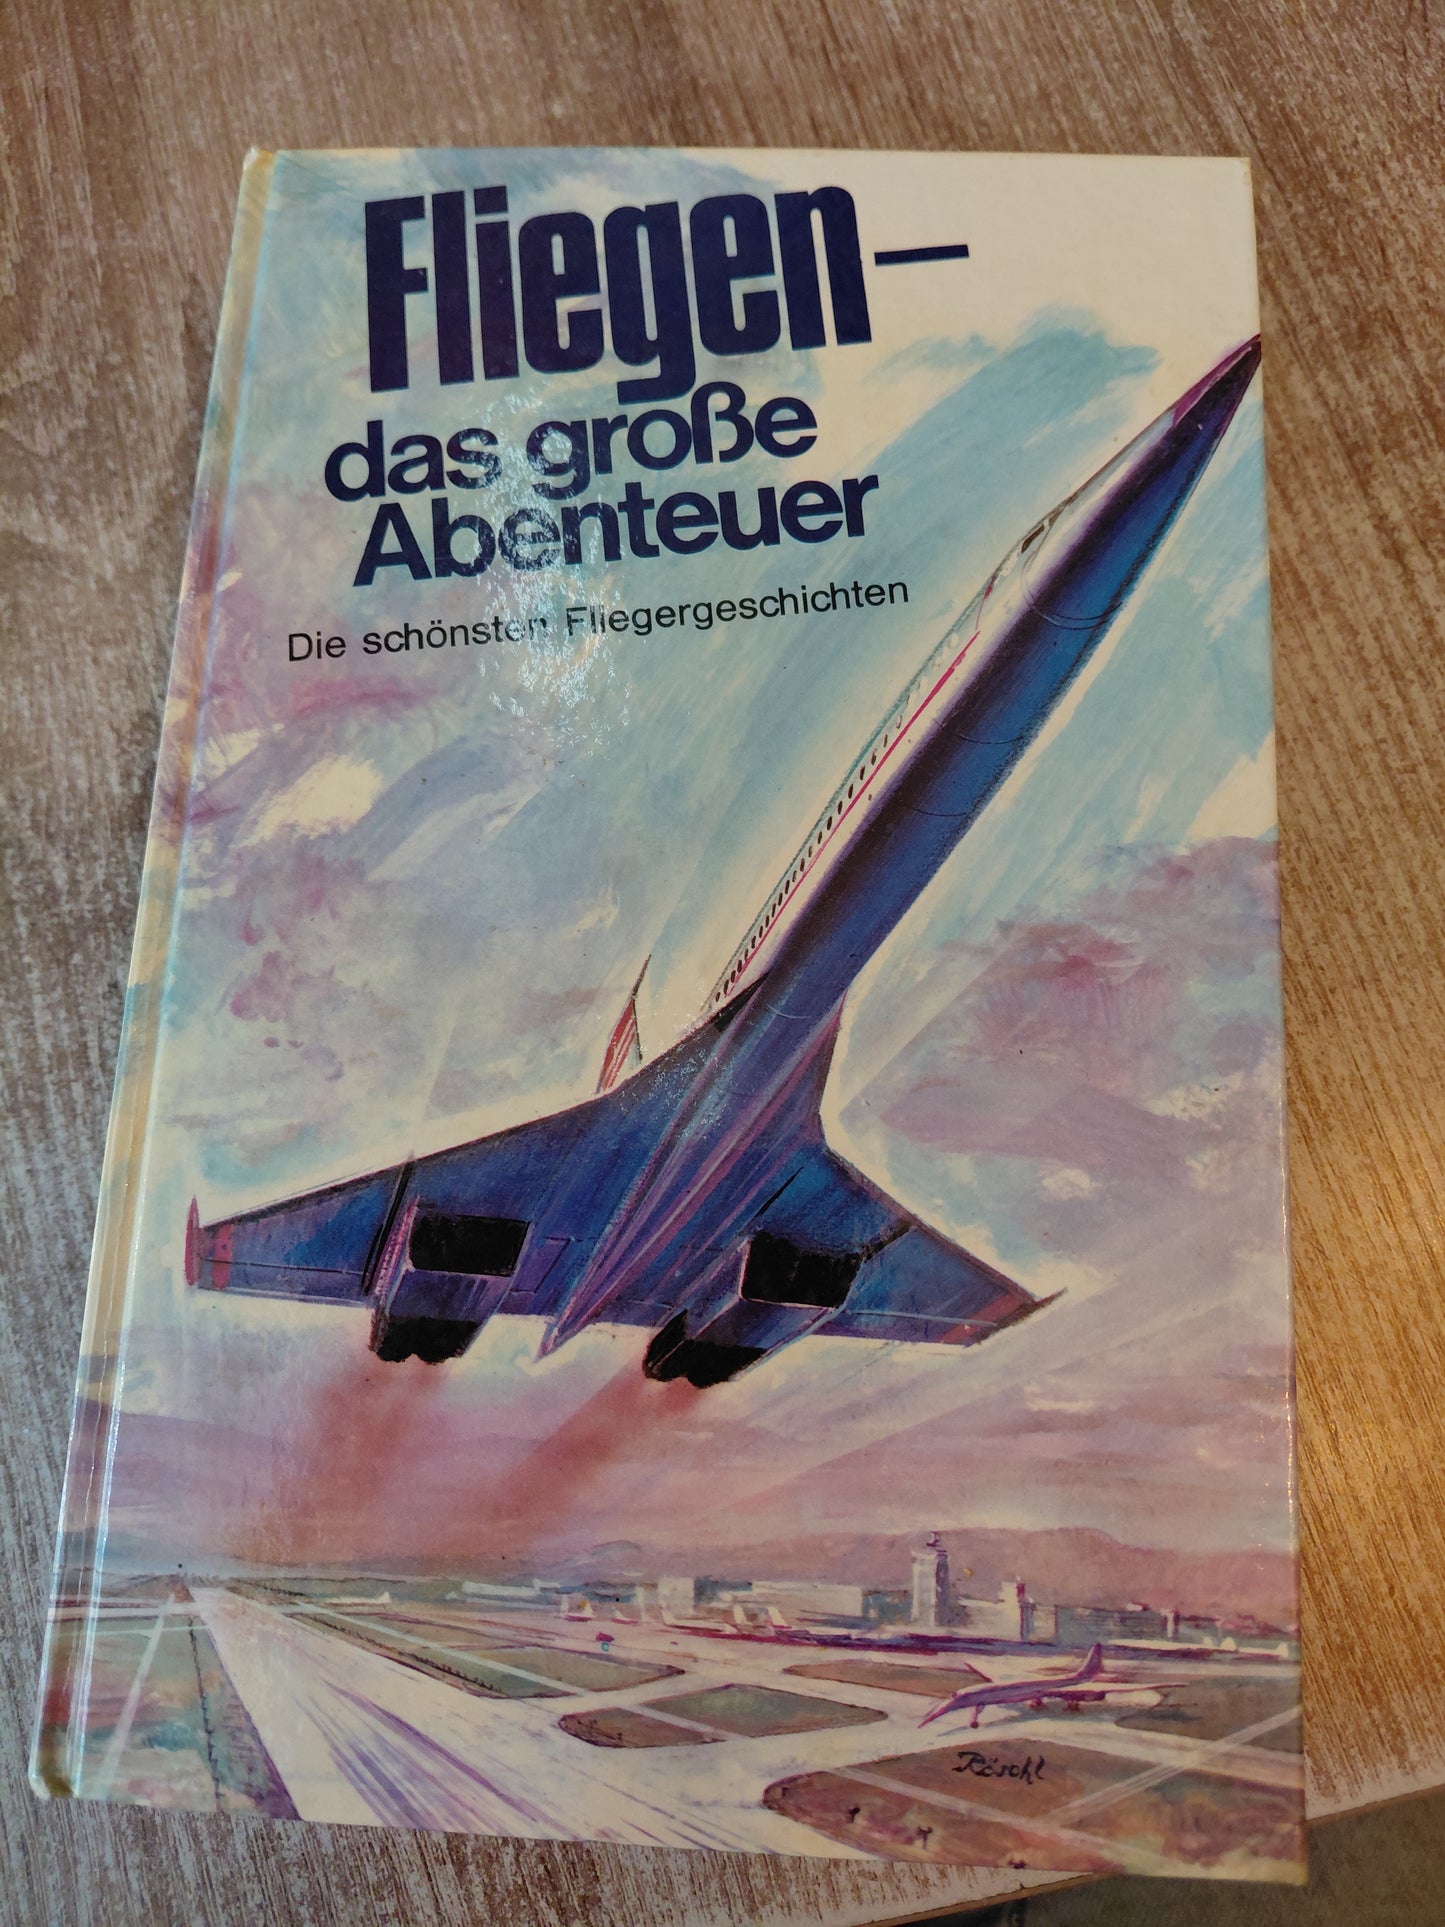 Fliegen–
das große
Abenteuer
Die schönsten Fliegergeschichten
Röschl